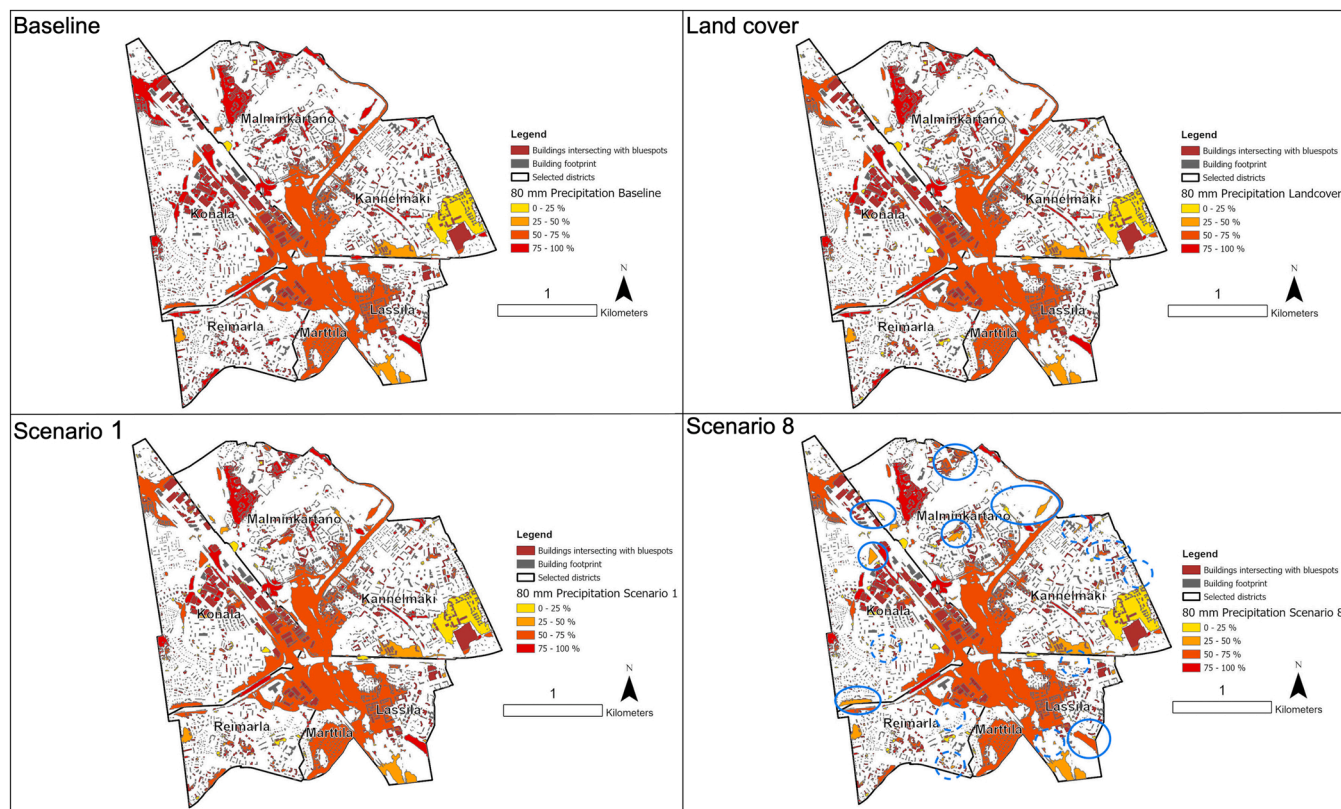 Baseline
Malminkartano
Konala
Kannelmäki
Reimarla
Marttila
Lassila
Legend
Buildings intersecting with bluespots
Building footprint
Selected districts
80 mm Precipitation Baseline
0 - 25 %
25 - 50 %
50 - 75 %
75 - 100 %
N
1
Kilometers
Land cover
Malminkartano
Konala
Kannelmäki
Reimarla
Marttila
Lassila
Legend
Buildings intersecting with bluespots
Building footprint
Selected districts
80 mm Precipitation Landcover
0 - 25 %
25 - 50 %
50 - 75 %
75 - 100 %
N
1
Kilometers
Scenario 1
Malminkartano
Konala
Kannelmäki
Reimarla
Marttila
Lassila
Legend
Buildings intersecting with bluespots
Building footprint
Selected districts
80 mm Precipitation Scenario 1
0 - 25 %
25 - 50 %
50 - 75 %
75 - 100 %
N
1
Kilometers
Scenario 8
Malminkartano
Konala
Kannelmäki
Reimarla
Marttila
Lassila
Legend
Buildings intersecting with bluespots
Building footprint
Selected districts
80 mm Precipitation Scenario 8
0 - 25 %
25 - 50 %
50 - 75 %
75 - 100 %
N
1
Kilometers